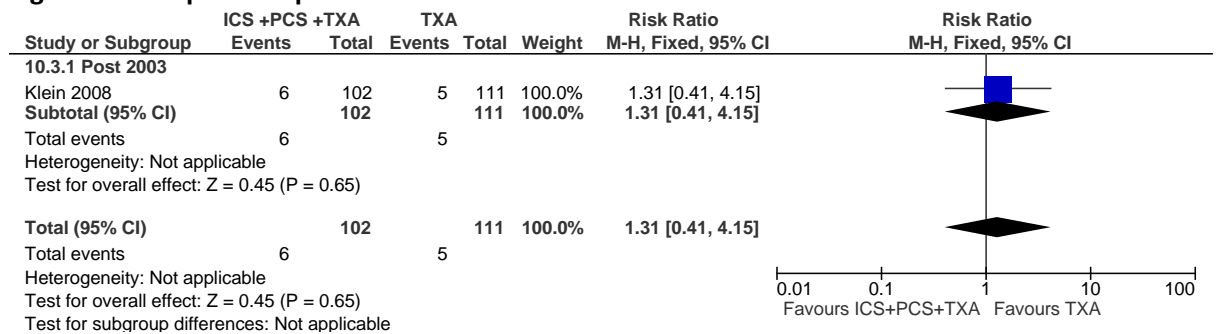 ICS +PCS +TXA TXA Risk Ratio Risk Ratio
Study or Subgroup Events Total Events Total Weight M-H, Fixed, 95% CI M-H, Fixed, 95% CI
10.3.1 Post 2003
Klein 2008 6 102 5 111 100.0% 1.31 [0.41, 4.15]
Subtotal (95% CI) 102 111 100.0% 1.31 [0.41, 4.15]
Total events 6 5
Heterogeneity: Not applicable
Test for overall effect: Z = 0.45 (P = 0.65)
Total (95% CI) 102 111 100.0% 1.31 [0.41, 4.15]
Total events 6 5
Heterogeneity: Not applicable
Test for overall effect: Z = 0.45 (P = 0.65)
Test for subgroup differences: Not applicable
0.01 0.1 1 10 100
Favours ICS+PCS+TXA Favours TXA